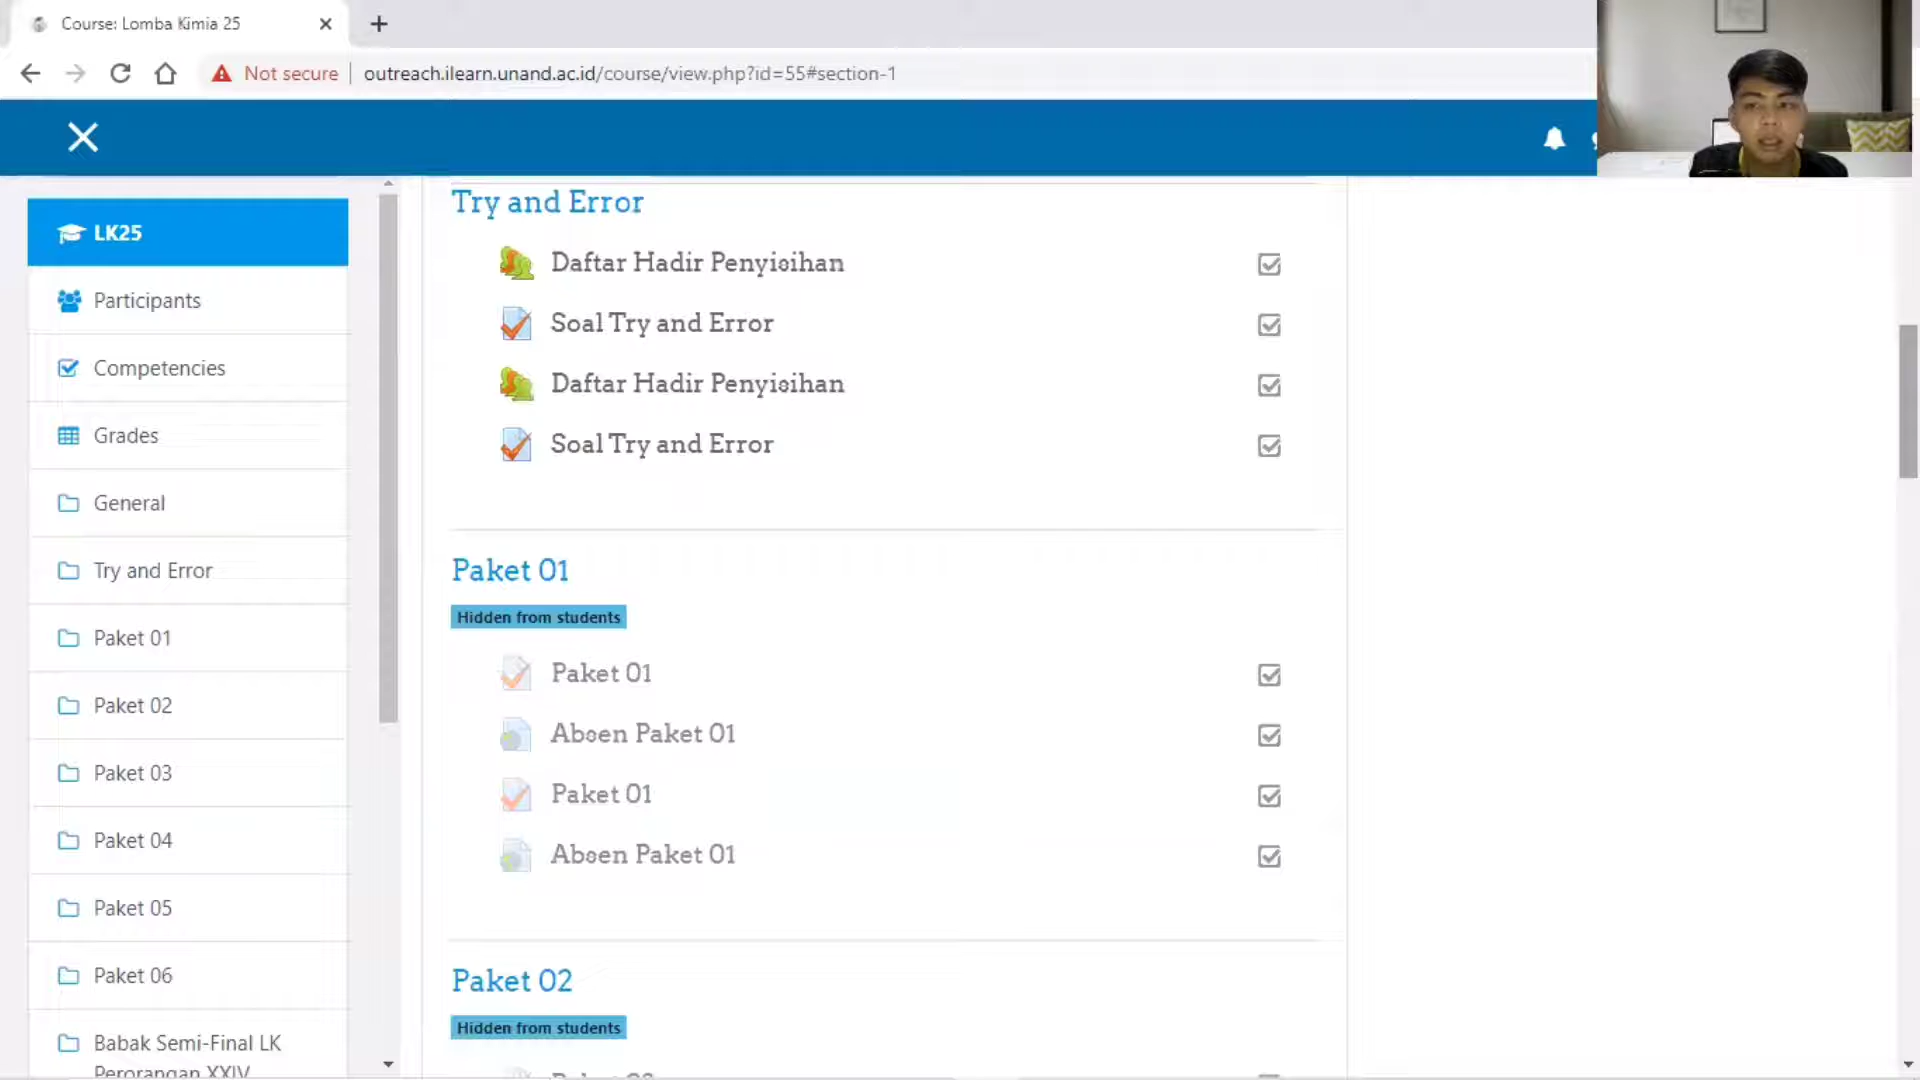 Course: Lomba Kimia 25
Not secure
outreach.ilearn.unand.ac.id/course/view.php?id=55#section-1
LK25
Participants
Competencies
Grades
General
Try and Error
Paket 01
Paket 02
Paket 03
Paket 04
Paket 05
Paket 06
Babak Semi-Final LK
Perorangan XXIV
Try and Error
Daftar Hadir Penyisihan
Soal Try and Error
Daftar Hadir Penyisihan
Soal Try and Error
Paket 01
Hidden from students
Paket 01
Absen Paket 01
Paket 01
Absen Paket 01
Paket 02
Hidden from students